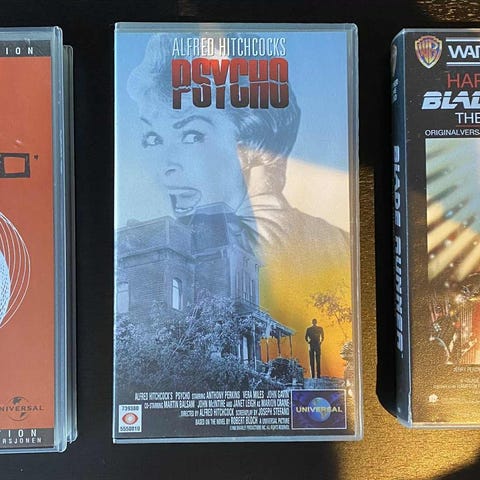 ION
UNIVERSAL
TION
ERSJONEN
ALFRED HITCHCOCKS
PSYCHO
ALFRED HITCHCOCK'S PSYCHO STARRING ANTHONY PERKINS VERA MILES JOHN GAVIN
CO-STARRING MARTIN BALSAM JOHN McINTIRE AND JANET LEIGH AS MARION CRANE
DIRECTED BY ALFRED HITCHCOCK SCREENPLAY BY JOSEPH STEFANO
BASED ON THE NOVEL BY ROBERT BLOCH A UNIVERSAL PICTURE
UNIVERSAL
WB
WAR
HAR
BLAD
THE
ORIGINALVERS
BLADE RUNNER